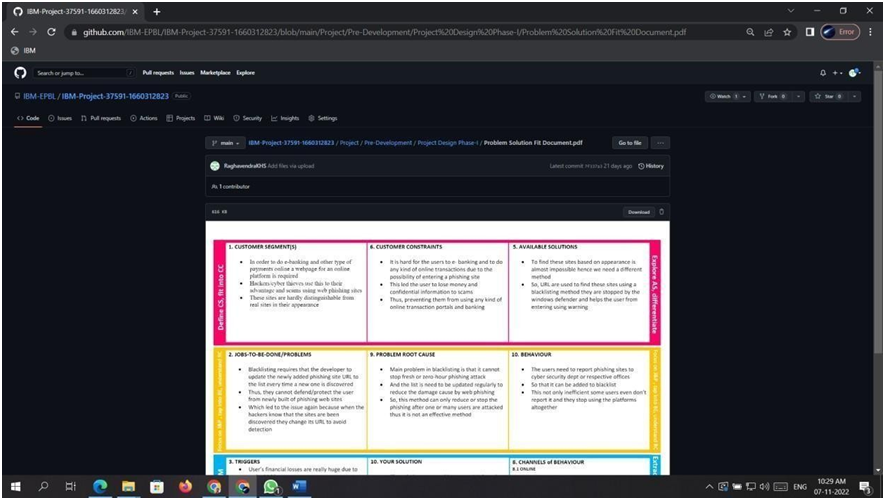 IBM-EPBL/IBM-Project-37591-1660312823
github.com/IBM-EPBL/IBM-Project-37591-1660312823/blob/main/Project/Pre-Development/Project%20Design%20Phase-I/Problem%20Solution%20Fit%20Document.pdf
Error
IBM
Search or jump to...
Pull requests Issues Marketplace Explore
IBM-EPBL / IBM-Project-37591-1660312823 Public
Watch 1 Fork 0 Star 0
Code Issues Pull requests Actions Projects Wiki Security Insights Settings
main IBM-Project-37591-1660312823 / Project / Pre-Development / Project Design Phase-I / Problem Solution Fit Document.pdf Go to file
RaghavendraKHS Add files via upload
Latest commit 21 days ago History
1 contributor
616 KB
Download
Define CS, fit into CC
1. CUSTOMER SEGMENT(S)
In order to do e-banking and other type of
payments online a webpage for an online
platform is required
Hackers/cyber thieves use this to their
advantage and scams using web phishing sites
These sites are hardly distinguishable from
real sites in their appearance
6. CUSTOMER CONSTRAINTS
It is hard for the users to e- banking and to do
any kind of online transactions due to the
possibility of entering a phishing site
This led the user to lose money and
confidential information to scams
Thus, preventing them from using any kind of
online transaction portals and banking
5. AVAILABLE SOLUTIONS
To find these sites based on appearance is
almost impossible hence we need a different
method
So, URL are used to find these sites using a
blacklisting method they are stopped by the
windows defender and helps the user from
entering using warning
Explore AS, differentiate
2. JOBS-TO-BE-DONE/PROBLEMS
Blacklisting requires that the developer to
update the newly added phishing site URL to
the list every time a new one is discovered
Thus, they cannot defend/protect the user
from newly built of phishing web sites
Which led to the issue again because when the
hackers know that the sites are been
discovered they change its URL to avoid
detection
9. PROBLEM ROOT CAUSE
Main problem in blacklisting is that it cannot
stop fresh or zero-hour phishing attack
And the list is need to be updated regularly to
reduce the damage cause by web phishing
So, this method can only reduce or stop the
phishing after one or many users are attacked
thus it is an not an effective method
10. BEHAVIOUR
The users need to report phishing sites to
cyber security dept or respective offices
So that it can be added to blacklist
This not only inefficient some users even don't
report it and they stop using the platforms
altogether
3. TRIGGERS
User's financial losses are really huge due to
10. YOUR SOLUTION
8. CHANNELS of BEHAVIOUR
8.1 ONLINE
ENG
10:29 AM
07-11-2022